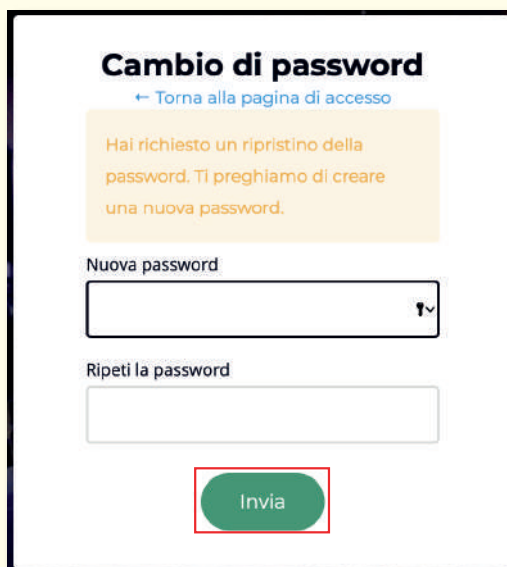 Cambio di password
← Torna alla pagina di accesso
Hai richiesto un ripristino della
password. Ti preghiamo di creare
una nuova password.
Nuova password
Ripeti la password
Invia